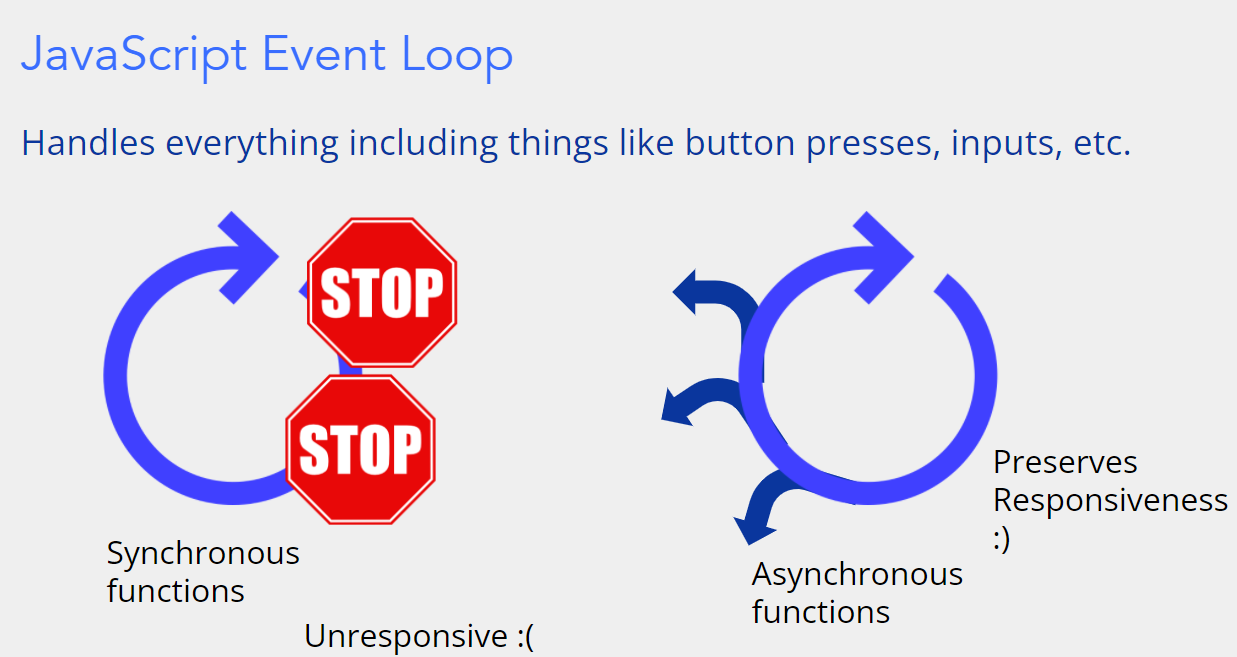 JavaScript Event Loop
Handles everything including things like button presses, inputs, etc.
STOP
STOP
Synchronous
functions
Unresponsive :(
Preserves
Responsiveness
:)
Asynchronous
functions